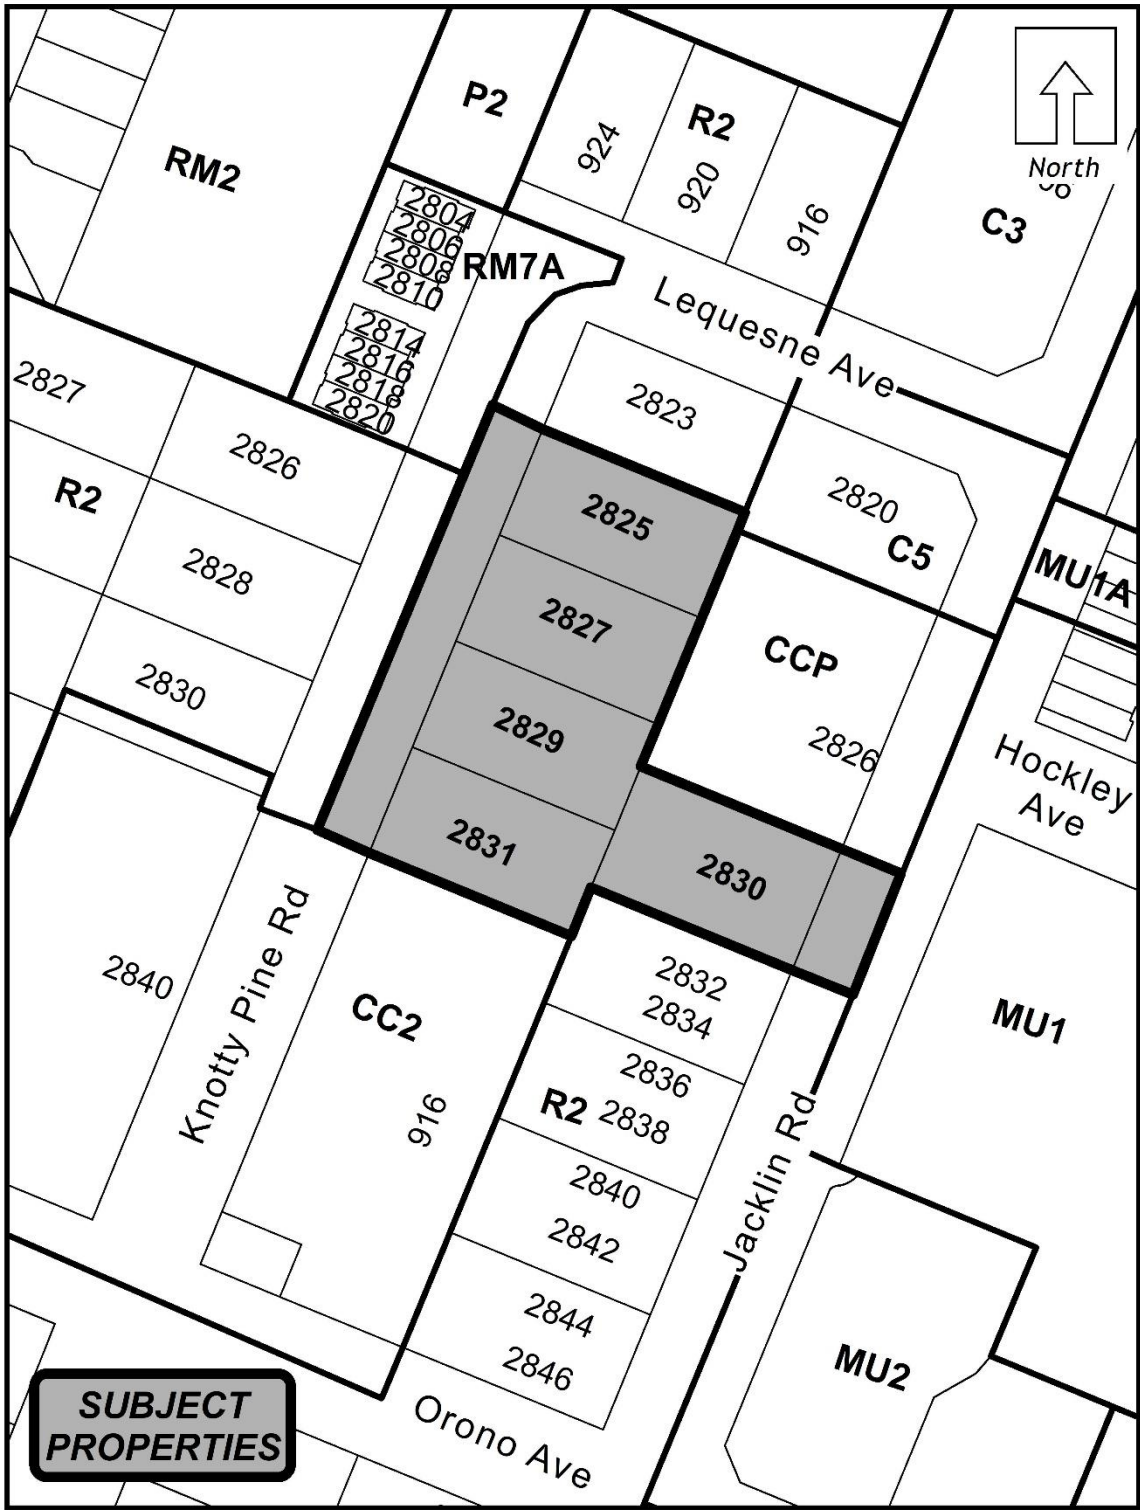 P2
R2
924
920
916
North
RM2
C3
2804
2806
2808
2810
RM7A
2814
2816
2818
2820
Lequesne Ave
2827
2826
2823
R2
2828
2830
2825
2820
C5
MU1A
2827
CCP
2829
2826
Hockley
Ave
2831
2830
2840
Knotty Pine Rd
CC2
916
2832
2834
2836
R2
2838
2840
2842
2844
2846
Jacklin Rd
MU1
MU2
Orono Ave
SUBJECT
PROPERTIES